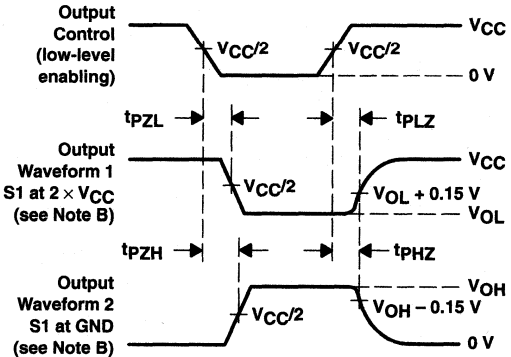 Output
Control
(low-level
enabling)
VCC/2
VCC/2
VCC
0 V
tPZL
tPLZ
Output
Waveform 1
S1 at 2 × VCC
(see Note B)
VCC/2
VCC
VOL + 0.15 V
VOL
tPZH
tPHZ
Output
Waveform 2
S1 at GND
(see Note B)
VCC/2
VOH
VOH − 0.15 V
0 V